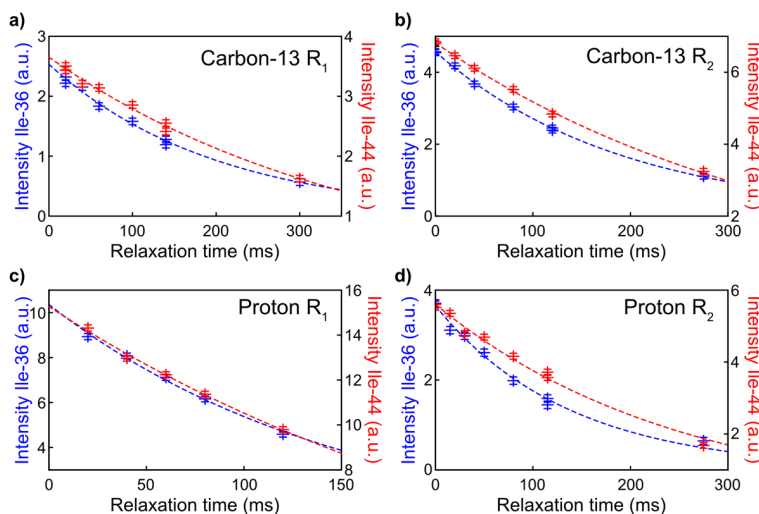 a)
Carbon-13 R1
Intensity Ile-36 (a.u.)
3
2
1
0
Intensity Ile-44 (a.u.)
4
3
2
1
0
100
200
300
Relaxation time (ms)
b)
Carbon-13 R2
Intensity Ile-36 (a.u.)
4
2
0
Intensity Ile-44 (a.u.)
6
4
2
0
100
200
300
Relaxation time (ms)
c)
Proton R1
Intensity Ile-36 (a.u.)
10
8
6
4
Intensity Ile-44 (a.u.)
16
14
12
10
8
0
50
100
150
Relaxation time (ms)
d)
Proton R2
Intensity Ile-36 (a.u.)
4
2
0
Intensity Ile-44 (a.u.)
6
5
4
3
2
1
0
100
200
300
Relaxation time (ms)